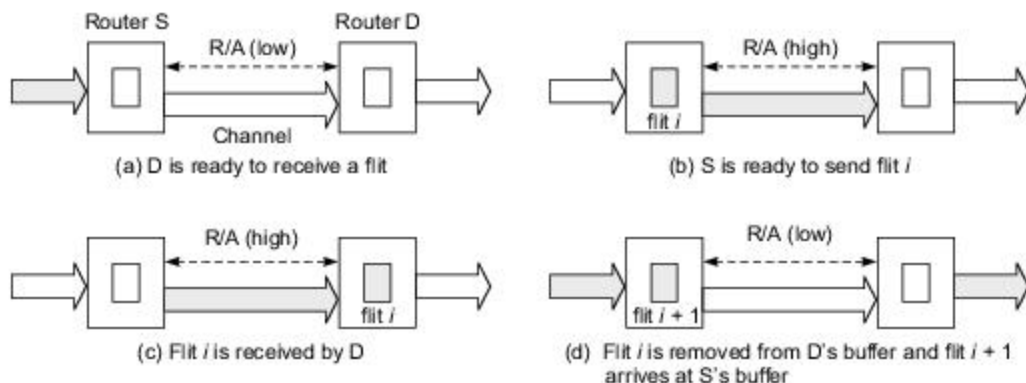 Router S
Router D
R/A (low)
Channel
(a) D is ready to receive a flit
R/A (high)
flit i
(b) S is ready to send flit i
R/A (high)
flit i
(c) Flit i is received by D
R/A (low)
flit i + 1
(d) Flit i is removed from D's buffer and flit i + 1
arrives at S's buffer